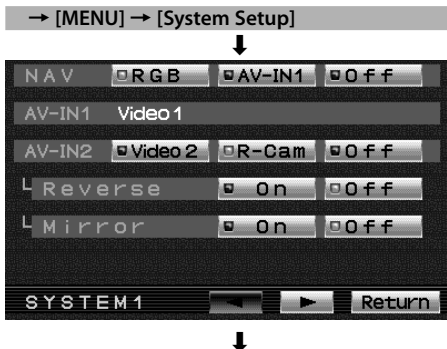 → [MENU] → [System Setup]
NAV RGB AV-IN1 Off
AV-IN1 Video 1
AV-IN2 Video 2 R-Cam Off
Reverse On Off
Mirror On Off
SYSTEM1 Return